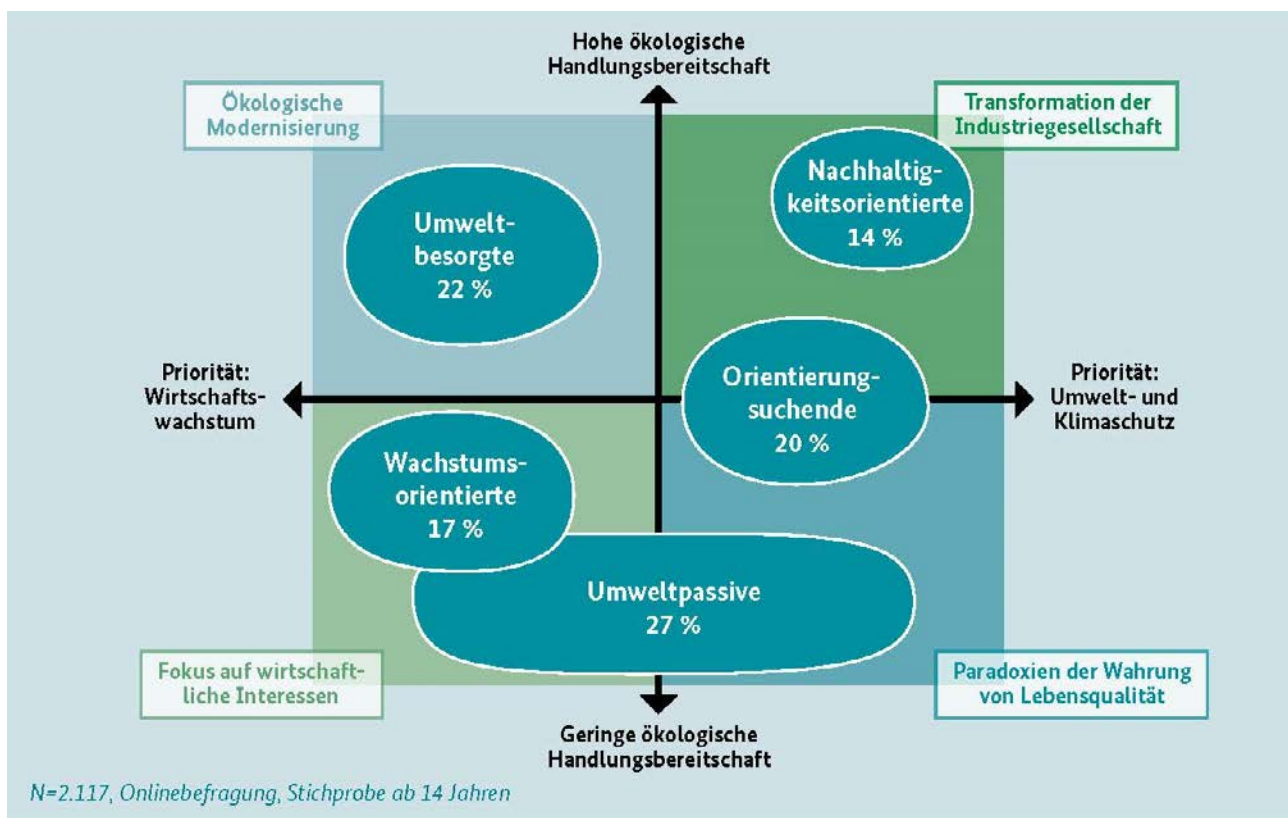 Hohe ökologische
Handlungsbereitschaft
Ökologische
Modernisierung
Transformation der
Industriegesellschaft
Nachhaltig-
keitsorientierte
14 %
Umwelt-
besorgte
22 %
Priorität:
Wirtschafts-
wachstum
Orientierung-
suchende
20 %
Priorität:
Umwelt- und
Klimaschutz
Wachstums-
orientierte
17 %
Umweltpassive
27 %
Fokus auf wirtschaft-
liche Interessen
Paradoxien der Wahrung
von Lebensqualität
Geringe ökologische
Handlungsbereitschaft
N=2.117, Onlinebefragung, Stichprobe ab 14 Jahren